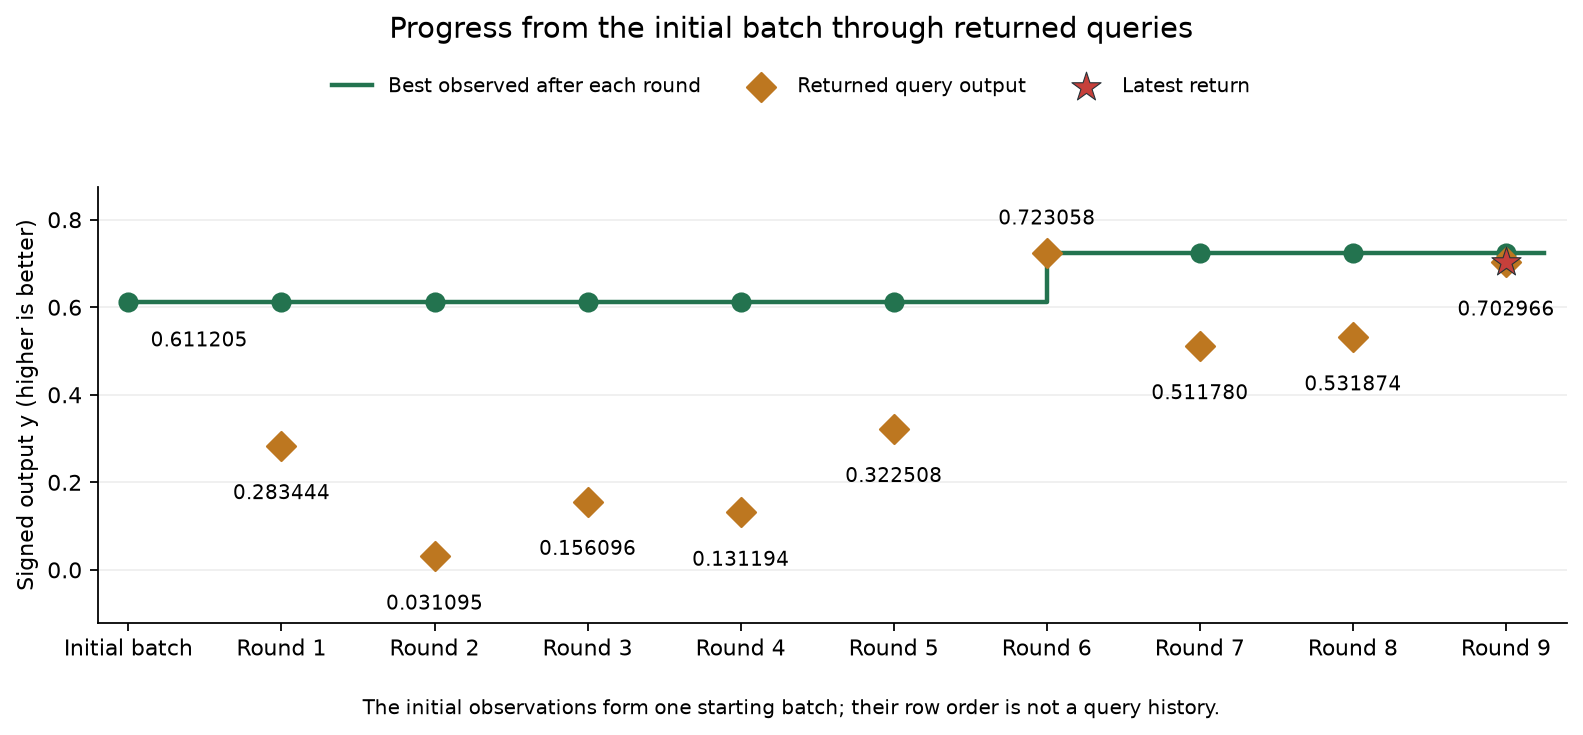 Progress from the initial batch through returned queries
Best observed after each round
Returned query output
Latest return
Signed output y (higher is better)
0.8
0.6
0.4
0.2
0.0
0.611205
0.283444
0.031095
0.156096
0.131194
0.322508
0.723058
0.511780
0.531874
0.702966
Initial batch
Round 1
Round 2
Round 3
Round 4
Round 5
Round 6
Round 7
Round 8
Round 9
The initial observations form one starting batch; their row order is not a query history.